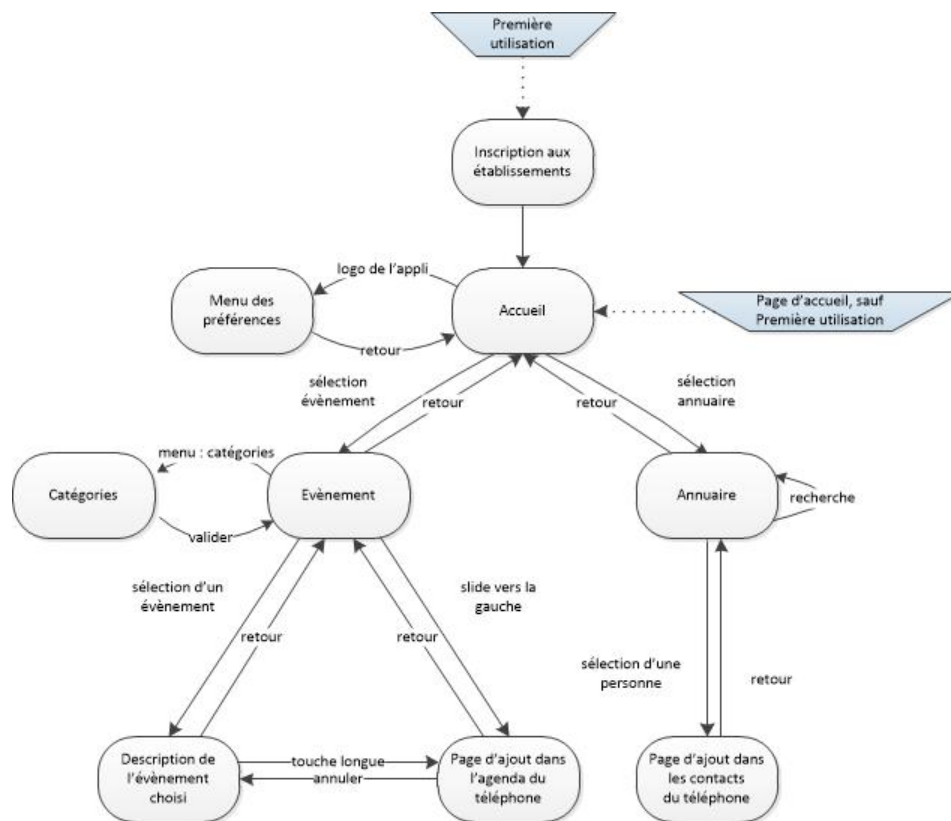 Première
utilisation
Inscription aux
établissements
logo de l'appli
Menu des
préférences
Accueil
Page d'accueil, sauf
Première utilisation
retour
sélection
évènement
retour
retour
sélection
annuaire
menu : catégories
Catégories
Evènement
Annuaire
recherche
valider
sélection d'un
évènement
slide vers la
gauche
retour
retour
sélection d'une
personne
retour
Description de
l'évènement
choisi
touche longue
annuler
Page d'ajout dans
l'agenda du
téléphone
Page d'ajout dans
les contacts
du téléphone